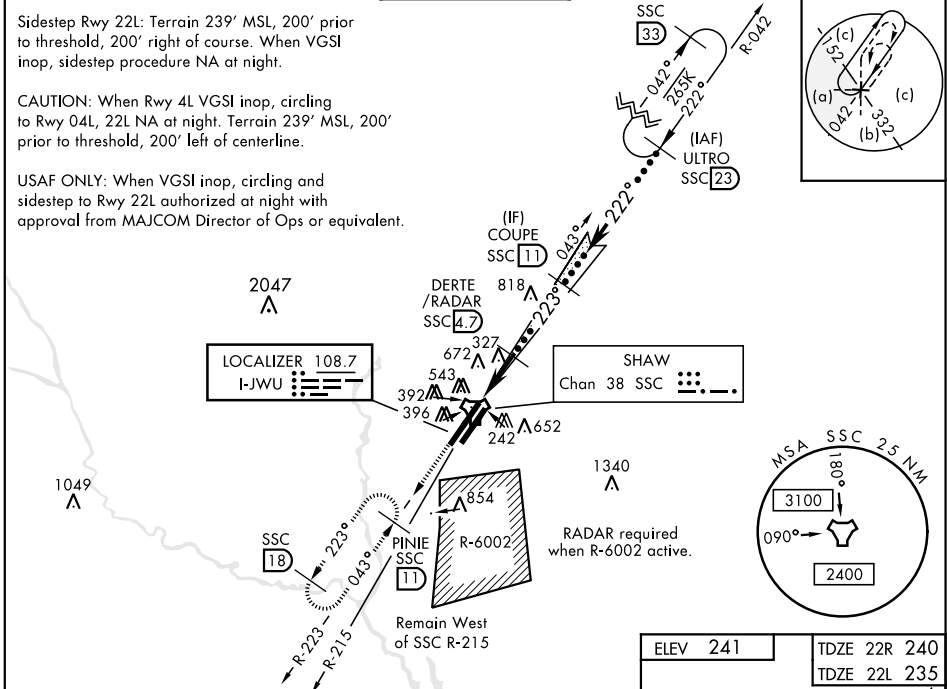 Sidestep Rwy 22L: Terrain 239' MSL, 200' prior
to threshold, 200' right of course. When VGSI
inop, sidestep procedure NA at night.
CAUTION: When Rwy 4L VGSI inop, circling
to Rwy 04L, 22L NA at night. Terrain 239' MSL, 200'
prior to threshold, 200' left of centerline.
USAF ONLY: When VGSI inop, circling and
sidestep to Rwy 22L authorized at night with
approval from MAJCOM Director of Ops or equivalent.
SSC
33
R-042
042°
265K
222°
(IAF)
ULTRO
SSC 23
222°
(c)
152
(a)
(c)
042
332
(b)
(IF)
COUPE
SSC 11
043°
223°
2047
DERTE
/RADAR
SSC 4.7
818
327
672
543
392
396
242
652
LOCALIZER 108.7
I-JWU
SHAW
Chan 38 SSC
1049
1340
854
R-6002
RADAR required
when R-6002 active.
SSC
18
223°
043°
PINIE
SSC
11
Remain West
of SSC R-215
R-223
R-215
MSA SSC 25 NM
180°
3100
090°
2400
ELEV 241
TDZE 22R 240
TDZE 22L 235